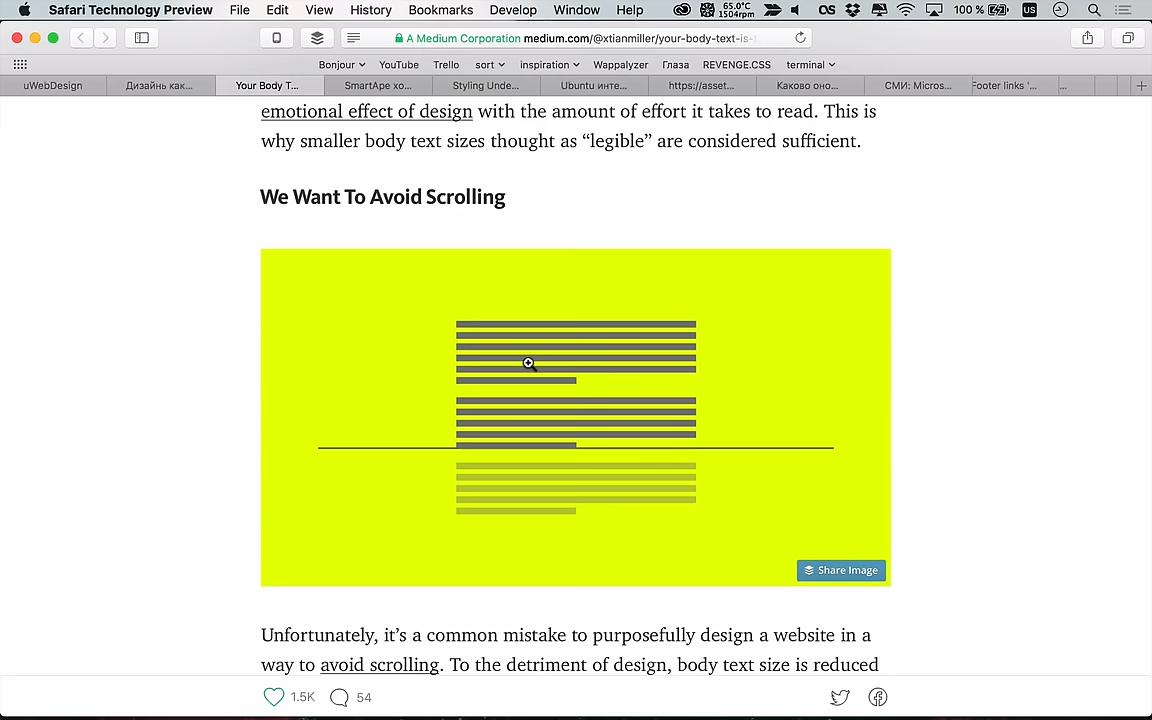 Safari Technology Preview File Edit View History Bookmarks Develop Window Help 65.0°C 1504rpm OS 100 % US
A Medium Corporation medium.com/@xtianmiller/your-body-text-is-
Bonjour YouTube Trello sort inspiration Wappalyzer Глаза REVENGE.CSS terminal
uWebDesign Дизайнь как... Your Body T... SmartApe хо... Styling Unde... Ubuntu инте... https://asset... Каково оно... СМИ: Micros... Footer links '... ...
emotional effect of design with the amount of effort it takes to read. This is
why smaller body text sizes thought as “legible” are considered sufficient.
We Want To Avoid Scrolling
Share Image
Unfortunately, it’s a common mistake to purposefully design a website in a
way to avoid scrolling. To the detriment of design, body text size is reduced
1.5K 54